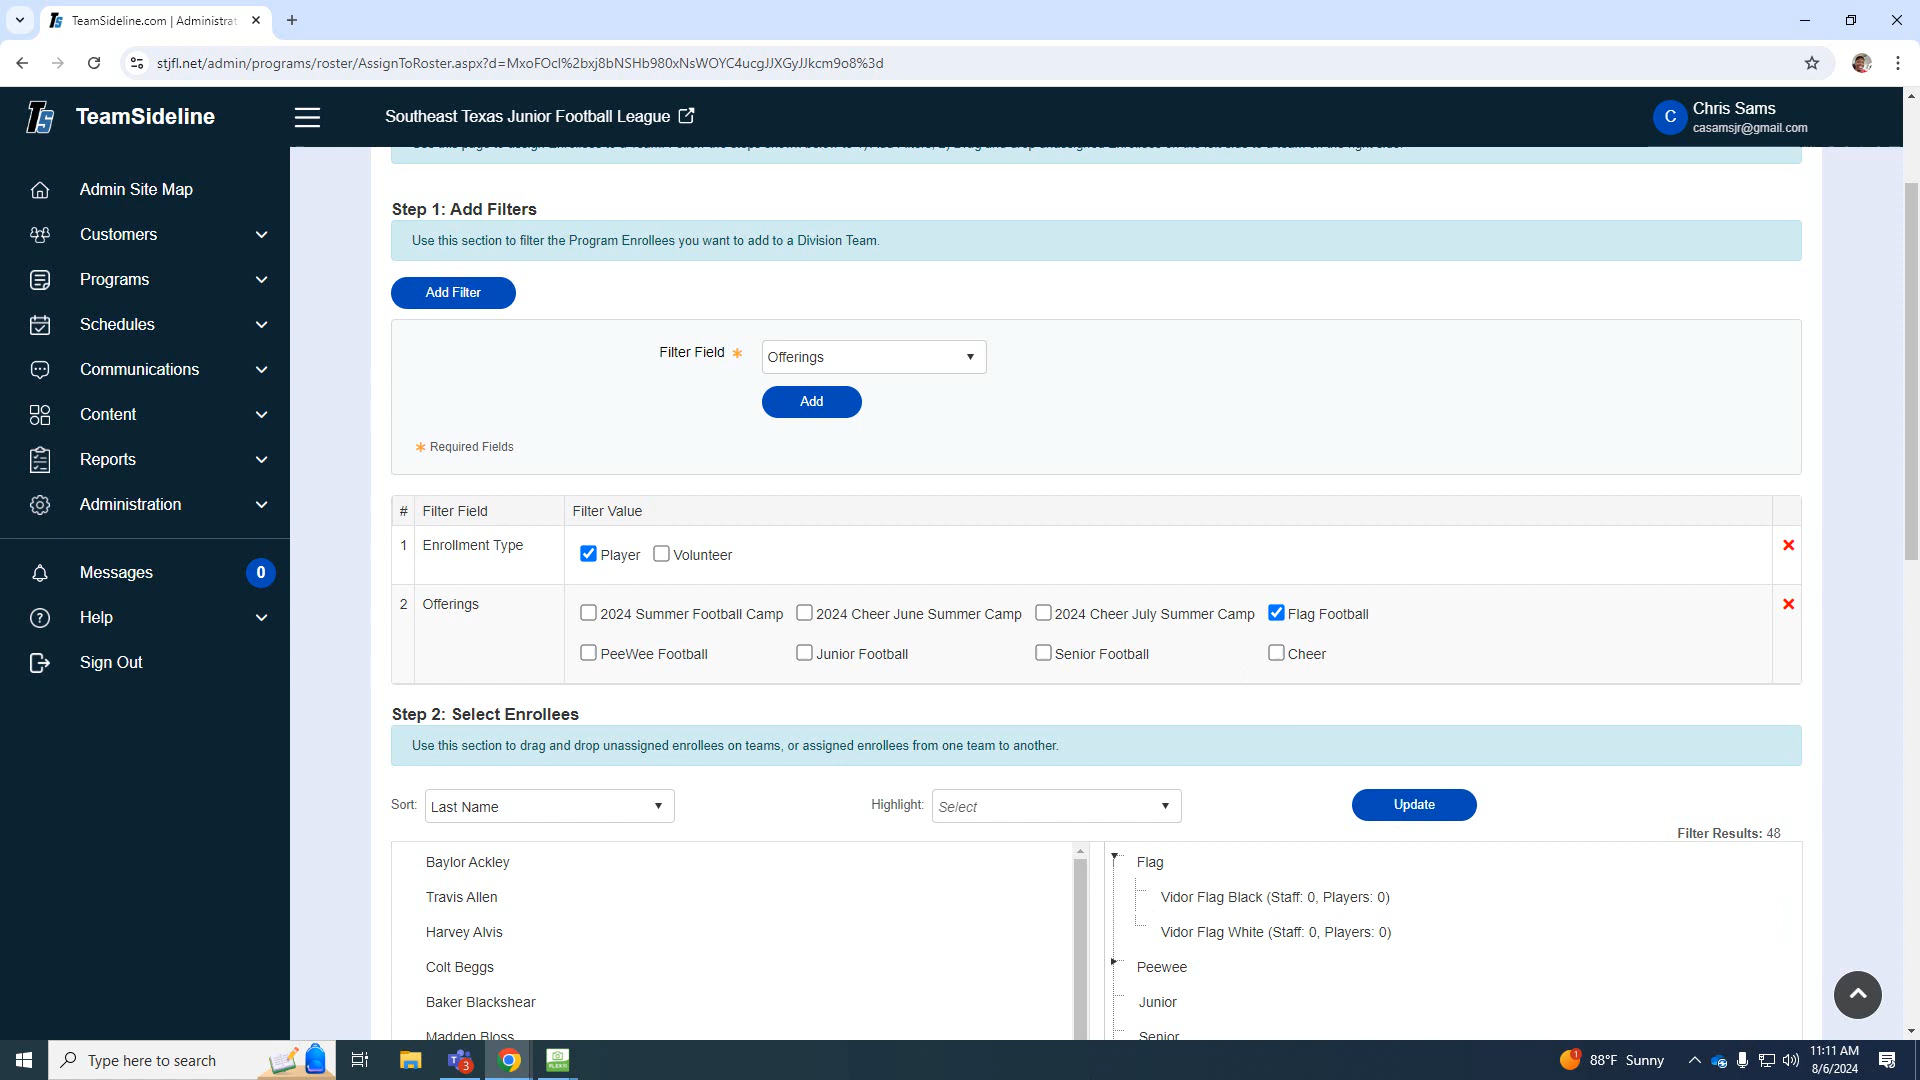 TeamSideline.com | Administrat
stjfl.net/admin/programs/roster/AssignToRoster.aspx?d=MxoFOcl%2bxj8bNSHb980xNsWOYC4ucgJJXGyJJkcm9o8%3d
TS TeamSideline
Southeast Texas Junior Football League
C Chris Sams
casamsjr@gmail.com
Admin Site Map
Customers
Programs
Schedules
Communications
Content
Reports
Administration
Messages 0
Help
Sign Out
Step 1: Add Filters
Use this section to filter the Program Enrollees you want to add to a Division Team.
Add Filter
Filter Field * Offerings
Add
* Required Fields
# Filter Field Filter Value
1 Enrollment Type Player Volunteer
2 Offerings 2024 Summer Football Camp 2024 Cheer June Summer Camp 2024 Cheer July Summer Camp Flag Football
PeeWee Football Junior Football Senior Football Cheer
Step 2: Select Enrollees
Use this section to drag and drop unassigned enrollees on teams, or assigned enrollees from one team to another.
Sort: Last Name Highlight: Select Update
Filter Results: 48
Baylor Ackley
Travis Allen
Harvey Alvis
Colt Beggs
Baker Blackshear
Madden Bloss
Flag
Vidor Flag Black (Staff: 0, Players: 0)
Vidor Flag White (Staff: 0, Players: 0)
Peewee
Junior
Senior
Type here to search
3
1 88°F Sunny
11:11 AM
8/6/2024